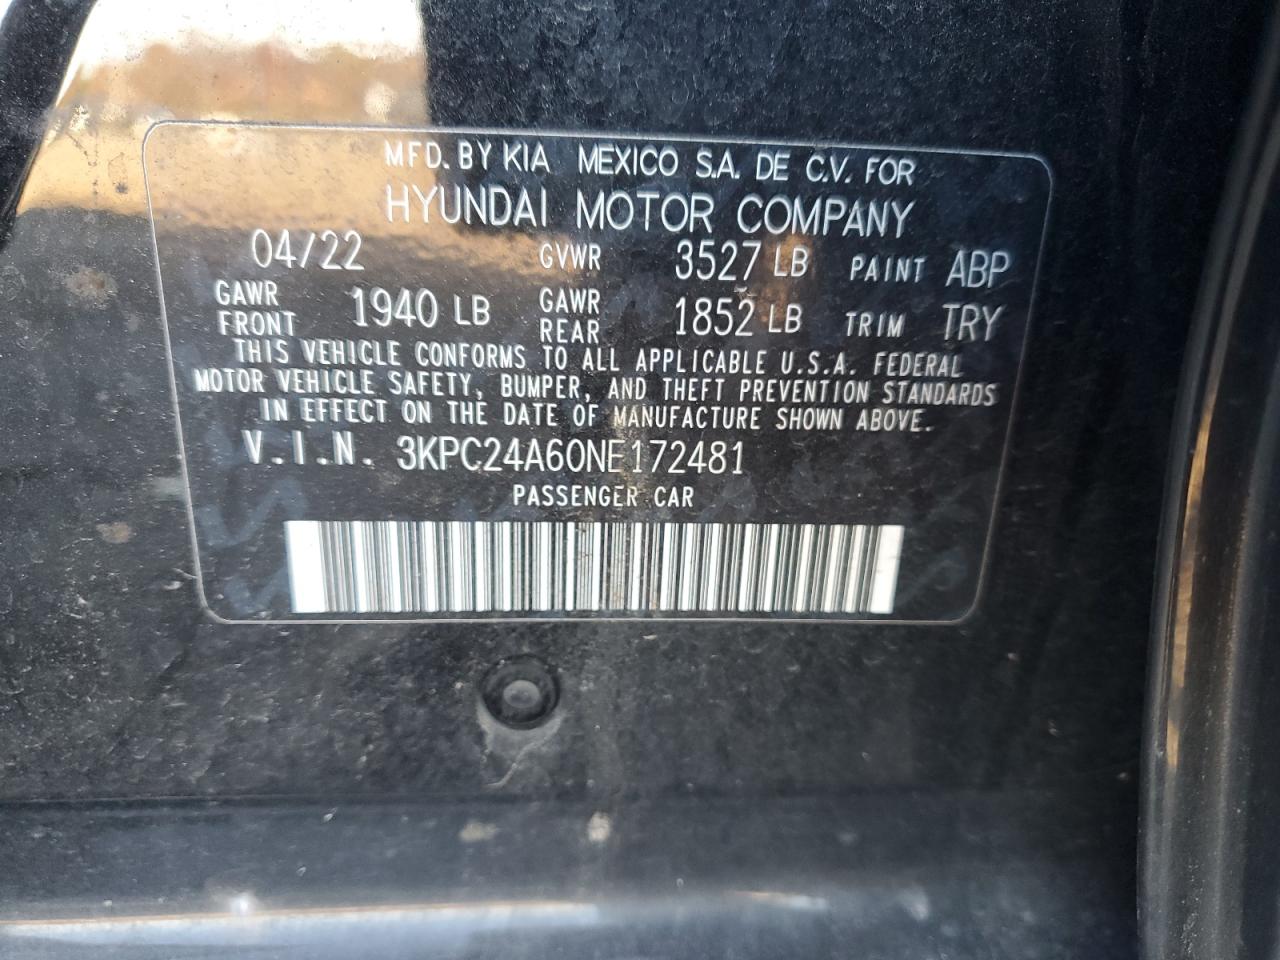 MFD. BY KIA MEXICO S.A. DE C.V. FOR
HYUNDAI MOTOR COMPANY
04/22 GVWR 3527 LB PAINT ABP
GAWR FRONT 1940 LB GAWR REAR 1852 LB TRIM TRY
THIS VEHICLE CONFORMS TO ALL APPLICABLE U.S.A. FEDERAL
MOTOR VEHICLE SAFETY, BUMPER, AND THEFT PREVENTION STANDARDS
IN EFFECT ON THE DATE OF MANUFACTURE SHOWN ABOVE.
V.I.N. 3KPC24A60NE172481
PASSENGER CAR